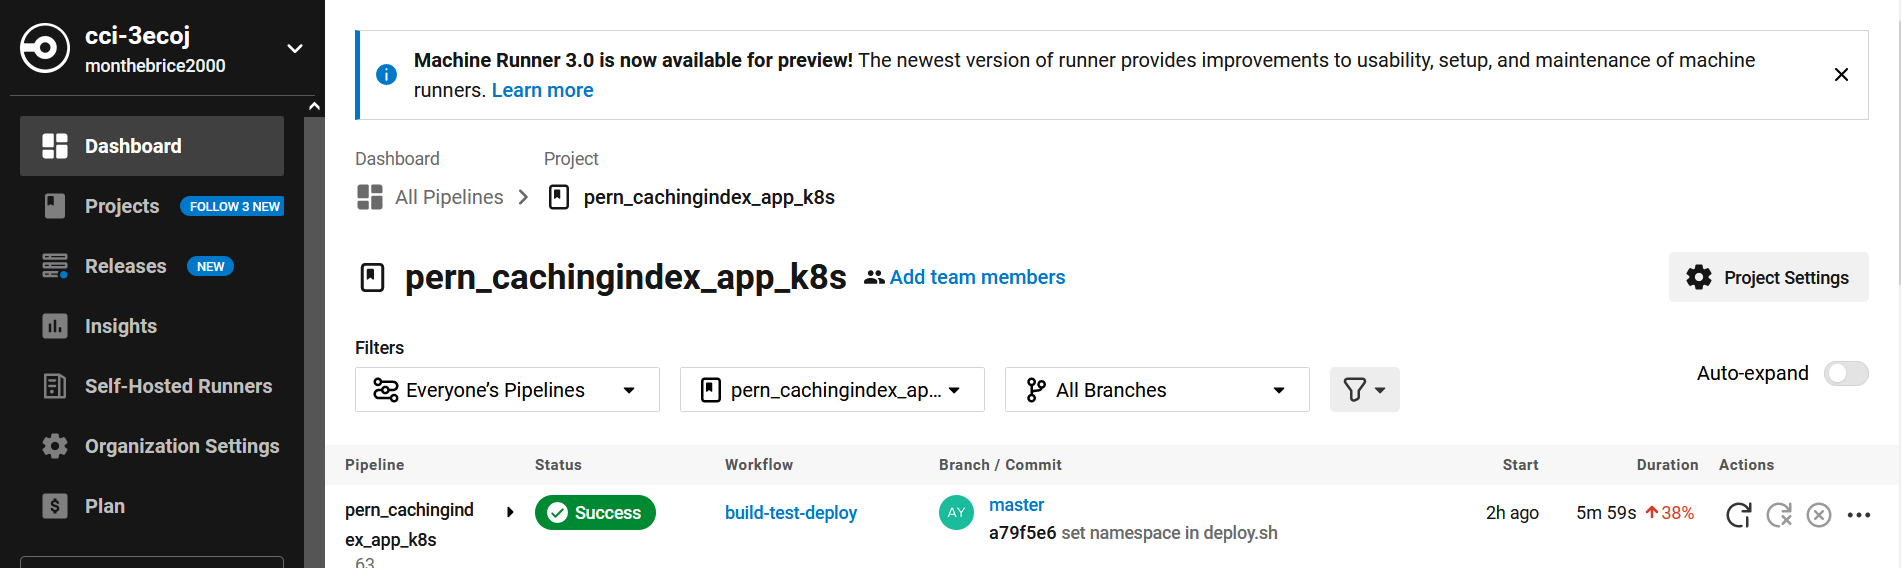 cci-3ecoj
monthebrice2000
Dashboard
Projects FOLLOW 3 NEW
Releases NEW
Insights
Self-Hosted Runners
Organization Settings
Plan
Machine Runner 3.0 is now available for preview! The newest version of runner provides improvements to usability, setup, and maintenance of machine
runners. Learn more
Dashboard Project
All Pipelines pern_cachingindex_app_k8s
pern_cachingindex_app_k8s Add team members Project Settings
Filters
Everyone’s Pipelines pern_cachingindex_ap... All Branches Auto-expand
Pipeline Status Workflow Branch / Commit Start Duration Actions
pern_cachingind Success build-test-deploy AY master 2h ago 5m 59s 38%
ex_app_k8s a79f5e6 set namespace in deploy.sh
63